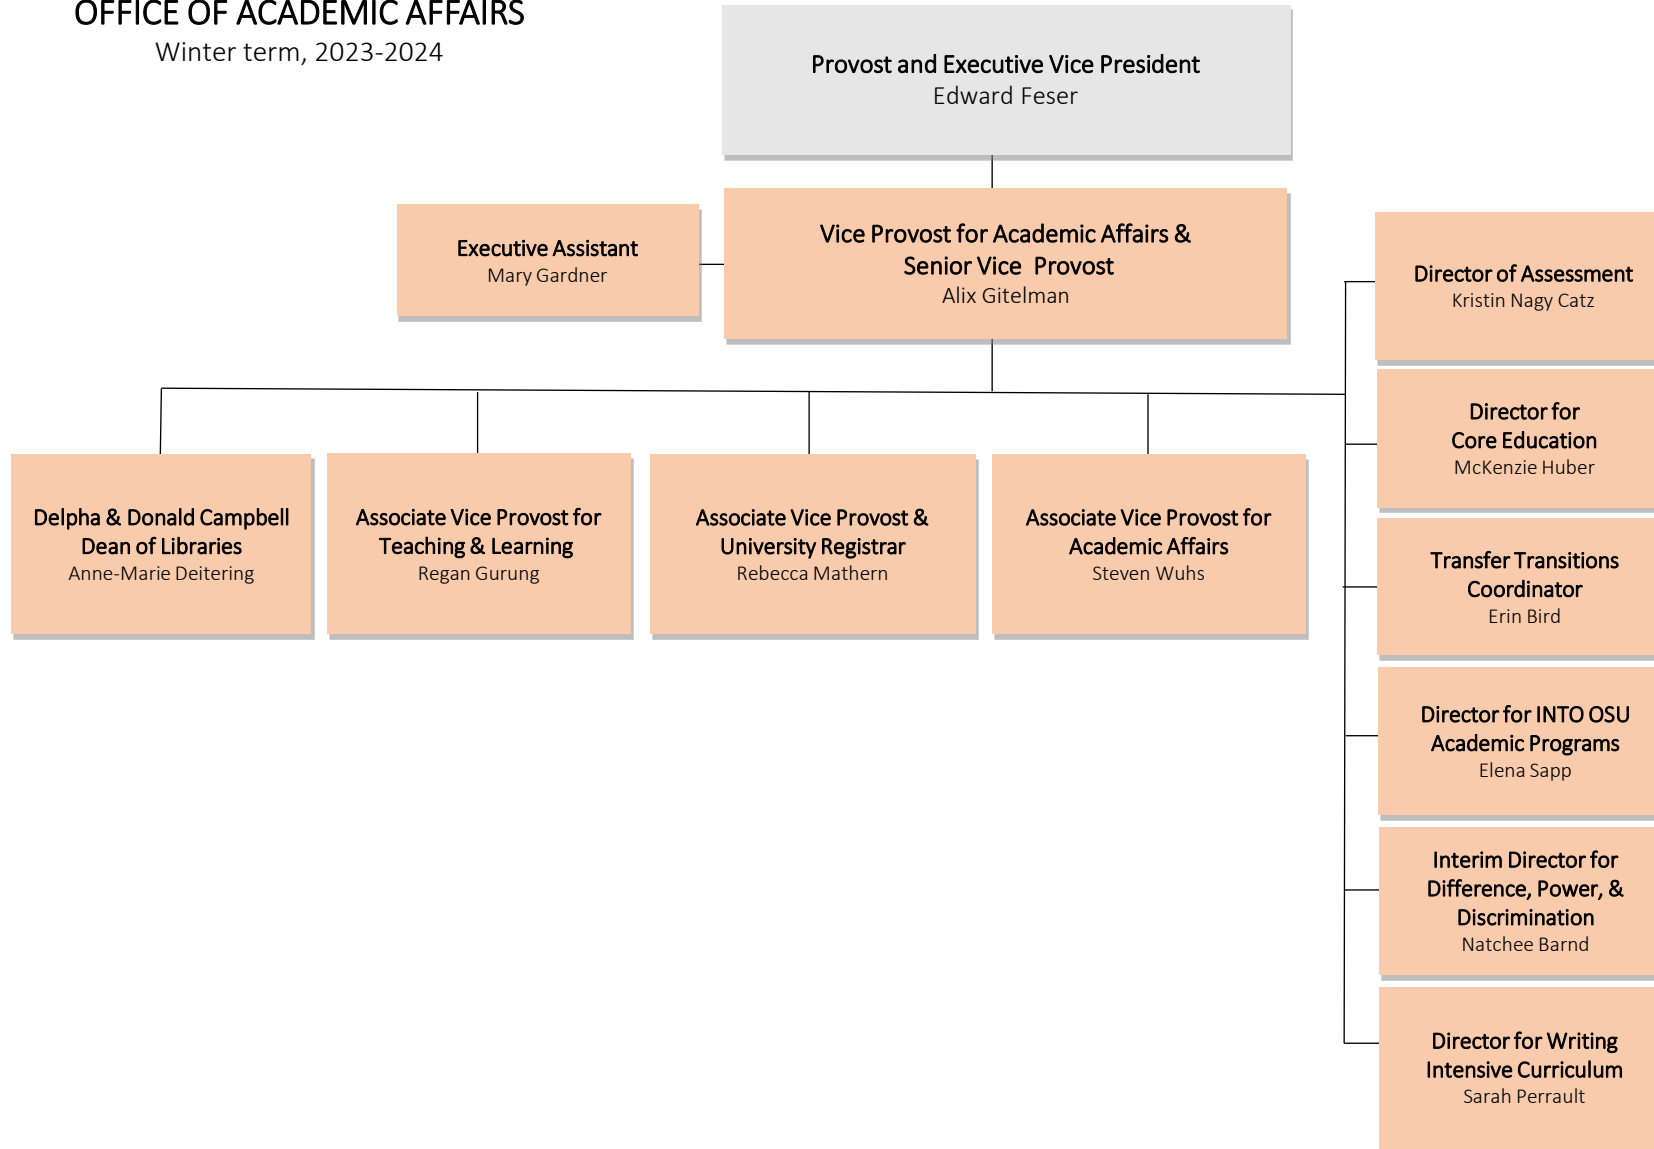 OFFICE OF ACADEMIC AFFAIRS
Winter term, 2023-2024
Provost and Executive Vice President
Edward Feser
Executive Assistant
Mary Gardner
Vice Provost for Academic Affairs &
Senior Vice Provost
Alix Gitelman
Delpha & Donald Campbell
Dean of Libraries
Anne-Marie Deitering
Associate Vice Provost for
Teaching & Learning
Regan Gurung
Associate Vice Provost &
University Registrar
Rebecca Mathern
Associate Vice Provost for
Academic Affairs
Steven Wuhs
Director of Assessment
Kristin Nagy Catz
Director for
Core Education
McKenzie Huber
Transfer Transitions
Coordinator
Erin Bird
Director for INTO OSU
Academic Programs
Elena Sapp
Interim Director for
Difference, Power, &
Discrimination
Natchee Barnd
Director for Writing
Intensive Curriculum
Sarah Perrault